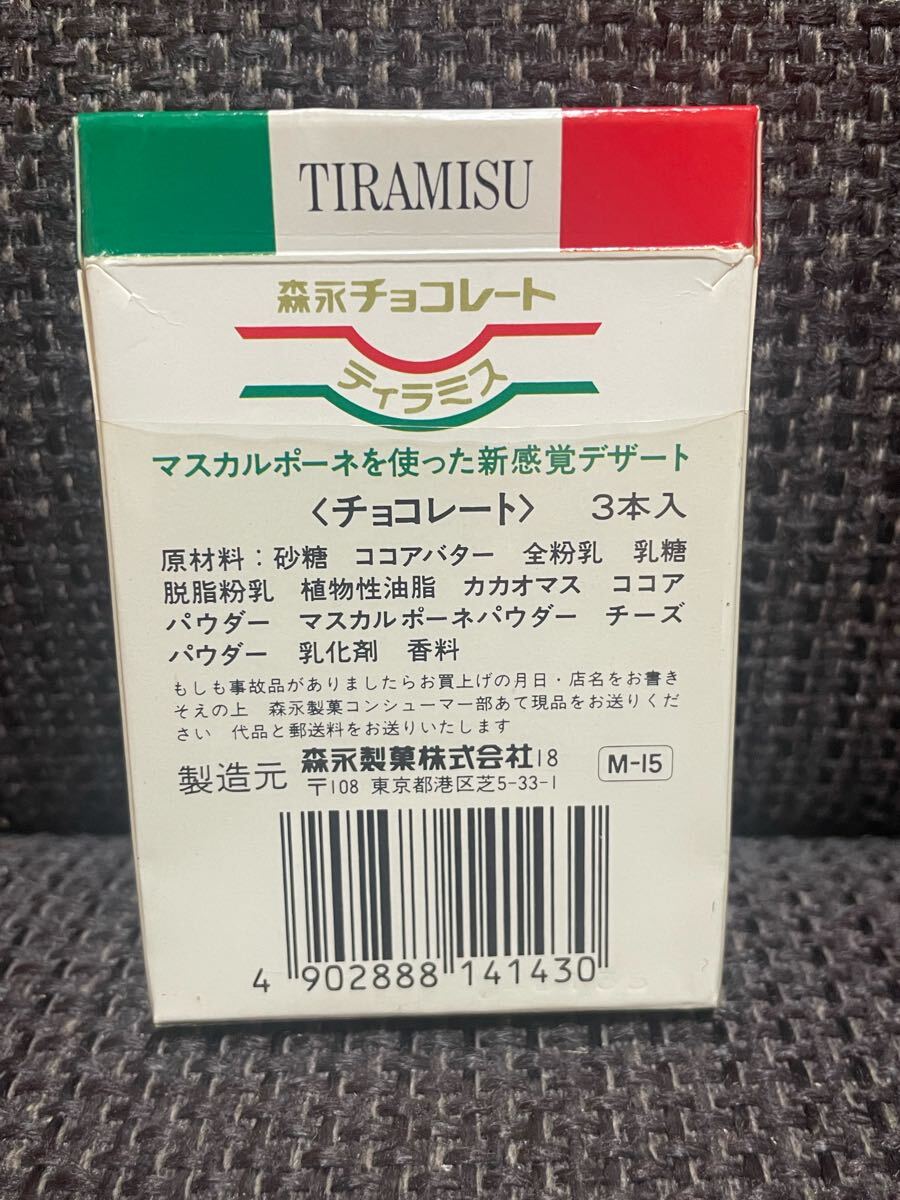 TIRAMISU
森永チョコレート
ティラミス
マスカルポーネを使った新感覚デザート
〈チョコレート〉 3本入
原材料：砂糖 ココアバター 全粉乳 乳糖
脱脂粉乳 植物性油脂 カカオマス ココア
パウダー マスカルポーネパウダー チーズ
パウダー 乳化剤 香料
もしも事故品がありましたらお買上げの月日・店名をお書き
そえの上 森永製菓コンシューマー部あて現品をお送りくだ
さい 代品と郵送料をお送りいたします
製造元 森永製菓株式会社18
〒108 東京都港区芝5-33-1
M-15
4 902888 141430